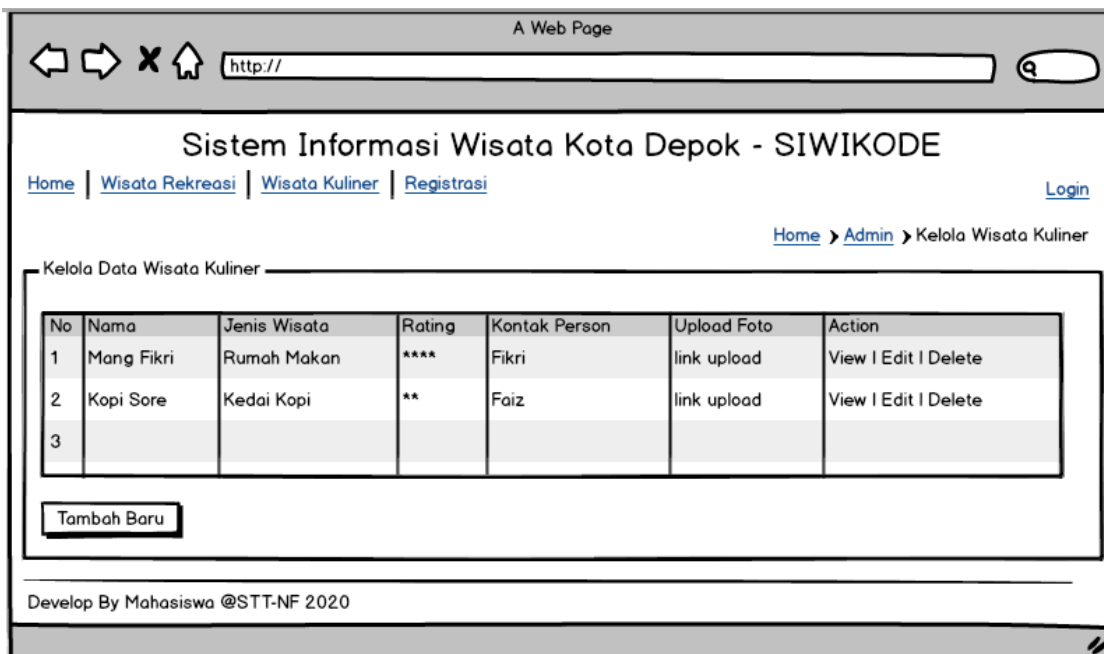 A Web Page
http://
Sistem Informasi Wisata Kota Depok - SIWIKODE
Home | Wisata Rekreasi | Wisata Kuliner | Registrasi
Login
Home > Admin > Kelola Wisata Kuliner
Kelola Data Wisata Kuliner
No Nama Jenis Wisata Rating Kontak Person Upload Foto Action
1 Mang Fikri Rumah Makan **** Fikri link upload View | Edit | Delete
2 Kopi Sore Kedai Kopi ** Faiz link upload View | Edit | Delete
3
Tambah Baru
Develop By Mahasiswa @STT-NF 2020